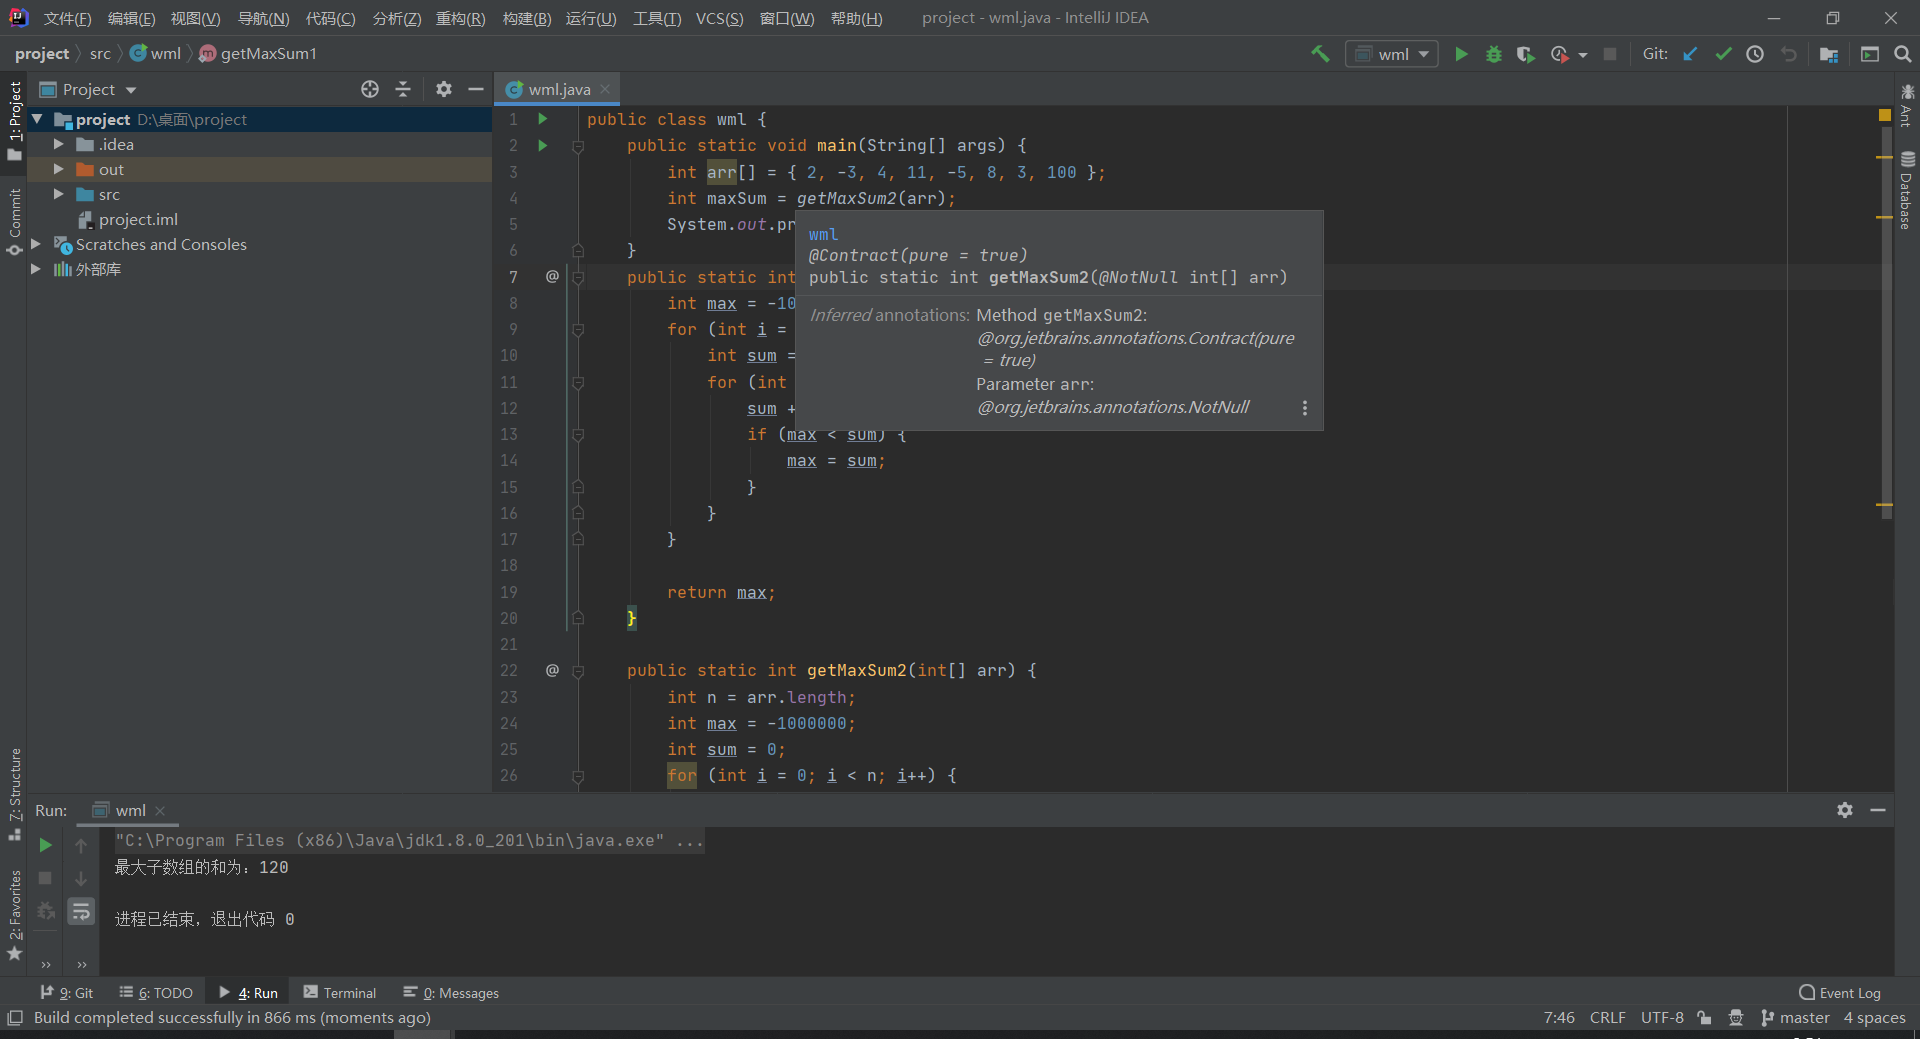 文件(F) 编辑(E) 视图(V) 导航(N) 代码(C) 分析(Z) 重构(R) 构建(B) 运行(U) 工具(T) VCS(S) 窗口(W) 帮助(H) project - wml.java - IntelliJ IDEA
project src wml getMaxSum1
wml Git:
Project
wml.java
1: Project
Commit
7: Structure
2: Favorites
Ant
Database
project D:\桌面\project
.idea
out
src
project.iml
Scratches and Consoles
外部库
1 public class wml {
2 public static void main(String[] args) {
3 int arr[] = { 2, -3, 4, 11, -5, 8, 3, 100 };
4 int maxSum = getMaxSum2(arr);
5 System.out.pr
6 }
7 @ public static int
8 int max = -10
9 for (int i =
10 int sum =
11 for (int
12 sum +
13 if (max < sum) {
14 max = sum;
15 }
16 }
17 }
18
19 return max;
20 }
21
22 @ public static int getMaxSum2(int[] arr) {
23 int n = arr.length;
24 int max = -1000000;
25 int sum = 0;
26 for (int i = 0; i < n; i++) {
wml
@Contract(pure = true)
public static int getMaxSum2(@NotNull int[] arr)
Inferred annotations: Method getMaxSum2:
@org.jetbrains.annotations.Contract(pure
= true)
Parameter arr:
@org.jetbrains.annotations.NotNull
Run: wml
"C:\Program Files (x86)\Java\jdk1.8.0_201\bin\java.exe" ...
最大子数组的和为：120
进程已结束，退出代码 0
9: Git 6: TODO 4: Run Terminal 0: Messages Event Log
Build completed successfully in 866 ms (moments ago) 7:46 CRLF UTF-8 master 4 spaces